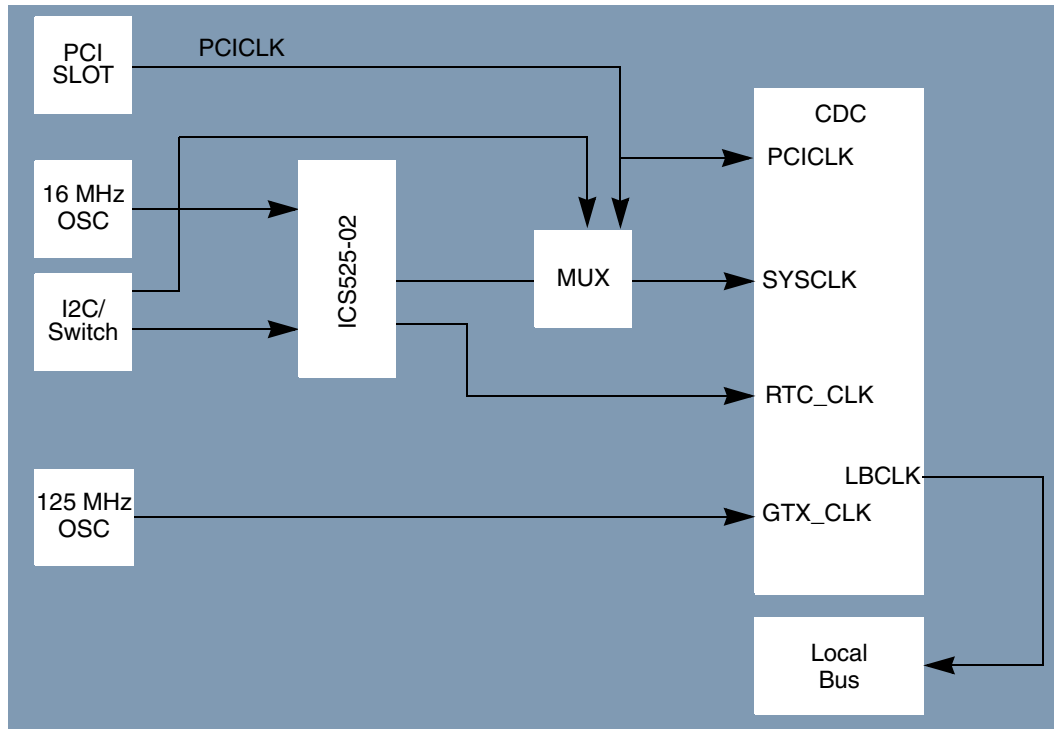 PCI
SLOT
PCICLK
CDC
PCICLK
16 MHz
OSC
ICS525-02
MUX
SYSCLK
I2C/
Switch
RTC_CLK
LBCLK
125 MHz
OSC
GTX_CLK
Local
Bus